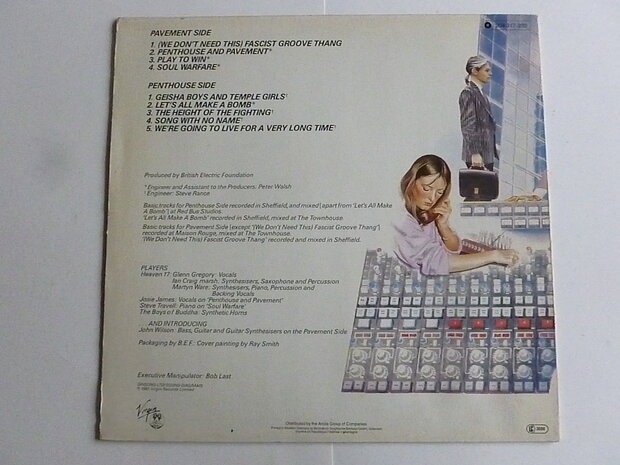 PAVEMENT SIDE
1. (WE DON'T NEED THIS) FASCIST GROOVE THANG
2. PENTHOUSE AND PAVEMENT*
3. PLAY TO WIN*
4. SOUL WARFARE*
PENTHOUSE SIDE
1. GEISHA BOYS AND TEMPLE GIRLS†
2. LET'S ALL MAKE A BOMB*
3. THE HEIGHT OF THE FIGHTING†
4. SONG WITH NO NAME†
5. WE'RE GOING TO LIVE FOR A VERY LONG TIME†
Produced by British Electric Foundation
*Engineer and Assistant to the Producers: Peter Walsh
†Engineer: Steve Rance
Basic tracks for Penthouse Side recorded in Sheffield, and mixed [apart from 'Let's All Make
A Bomb'] at Red Bus Studios.
'Let's All Make A Bomb' recorded in Sheffield, mixed at The Townhouse.
Basic tracks for Pavement Side [except '(We Don't Need This) Fascist Groove Thang']
recorded at Maison Rouge, mixed at The Townhouse.
'(We Don't Need This) Fascist Groove Thang' recorded and mixed in Sheffield.
PLAYERS
Heaven 17: Glenn Gregory: Vocals
Ian Craig marsh: Synthesisers, Saxophone and Percussion
Martyn Ware: Synthesisers, Piano, Percussion and
Backing Vocals
Josie James: Vocals on 'Penthouse and Pavement'
Steve Travell: Piano on 'Soul Warfare'
The Boys of Buddha: Synthetic Horns
... AND INTRODUCING
John Wilson: Bass, Guitar and Guitar Synthesisers on the Pavement Side
Packaging by B.E.F.: Cover painting by Ray Smith
Executive Manipulator: Bob Last
Virgin
Distributed by the Ariola Group of Companies